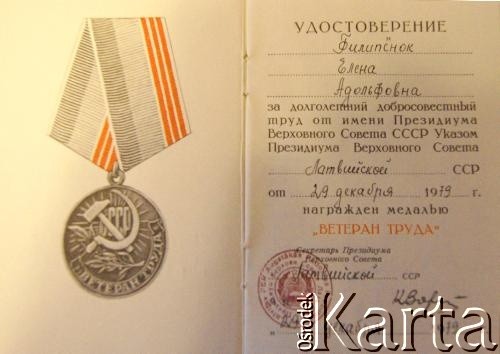 СССР
ВЕТЕРАН ТРУДА
УДОСТОВЕРЕНИЕ
Филипёнок
Елена
Адольфовна
за долголетний добросовестный
труд от имени Президиума
Верховного Совета СССР Указом
Президиума Верховного Совета
Латвийской ССР
от 29 декабря 1979 г.
награжден медалью
„ВЕТЕРАН ТРУДА"
Секретарь Президиума
Верховного Совета
Латвийской ССР
Ośrodek
Karta